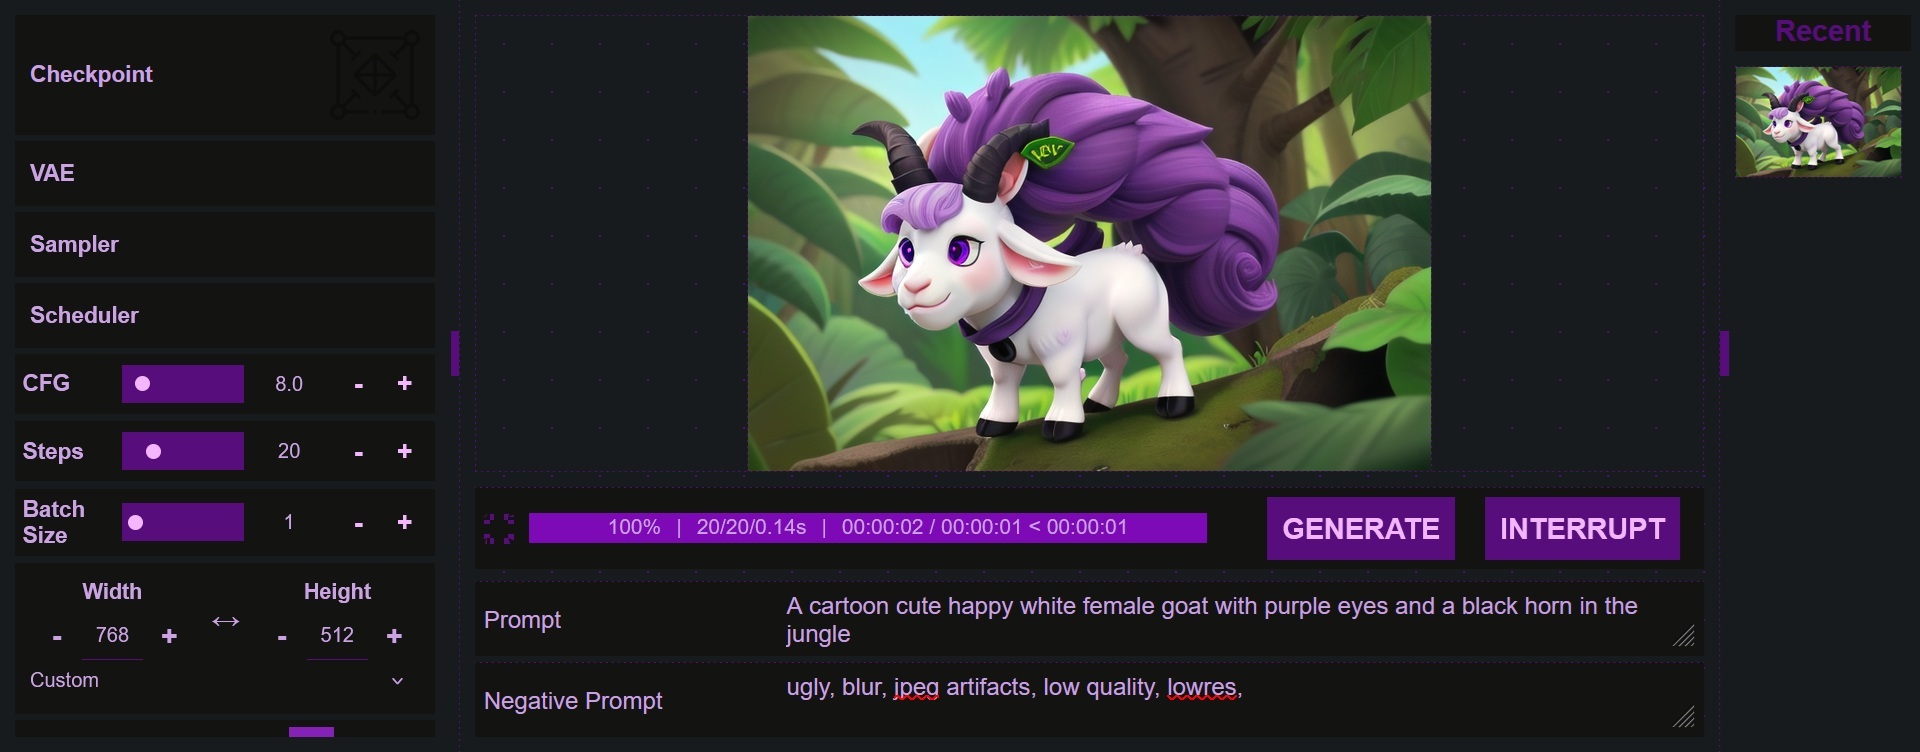 Checkpoint
VAE
Sampler
Scheduler
CFG 8.0 - +
Steps 20 - +
Batch
Size 1 - +
Width Height
- 768 + ↔ - 512 +
Custom
100% | 20/20/0.14s | 00:00:02 / 00:00:01 < 00:00:01
GENERATE INTERRUPT
Prompt
A cartoon cute happy white female goat with purple eyes and a black horn in the
jungle
Negative Prompt
ugly, blur, jpeg artifacts, low quality, lowres,
Recent